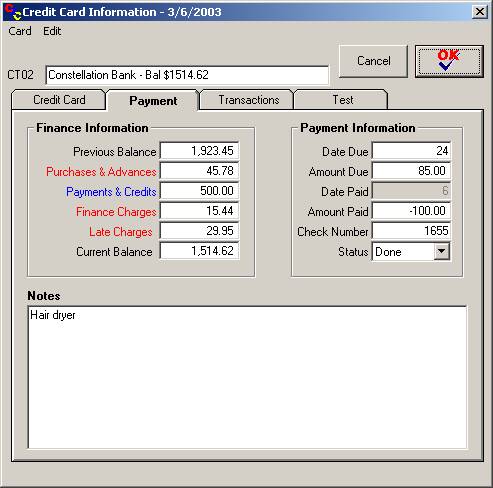 Credit Card Information - 3/6/2003
Card Edit
Cancel OK
CT02 Constellation Bank - Bal $1514.62
Credit Card Payment Transactions Test
Finance Information
Previous Balance 1,923.45
Purchases & Advances 45.78
Payments & Credits 500.00
Finance Charges 15.44
Late Charges 29.95
Current Balance 1,514.62
Payment Information
Date Due 24
Amount Due 85.00
Date Paid 6
Amount Paid -100.00
Check Number 1655
Status Done
Notes
Hair dryer